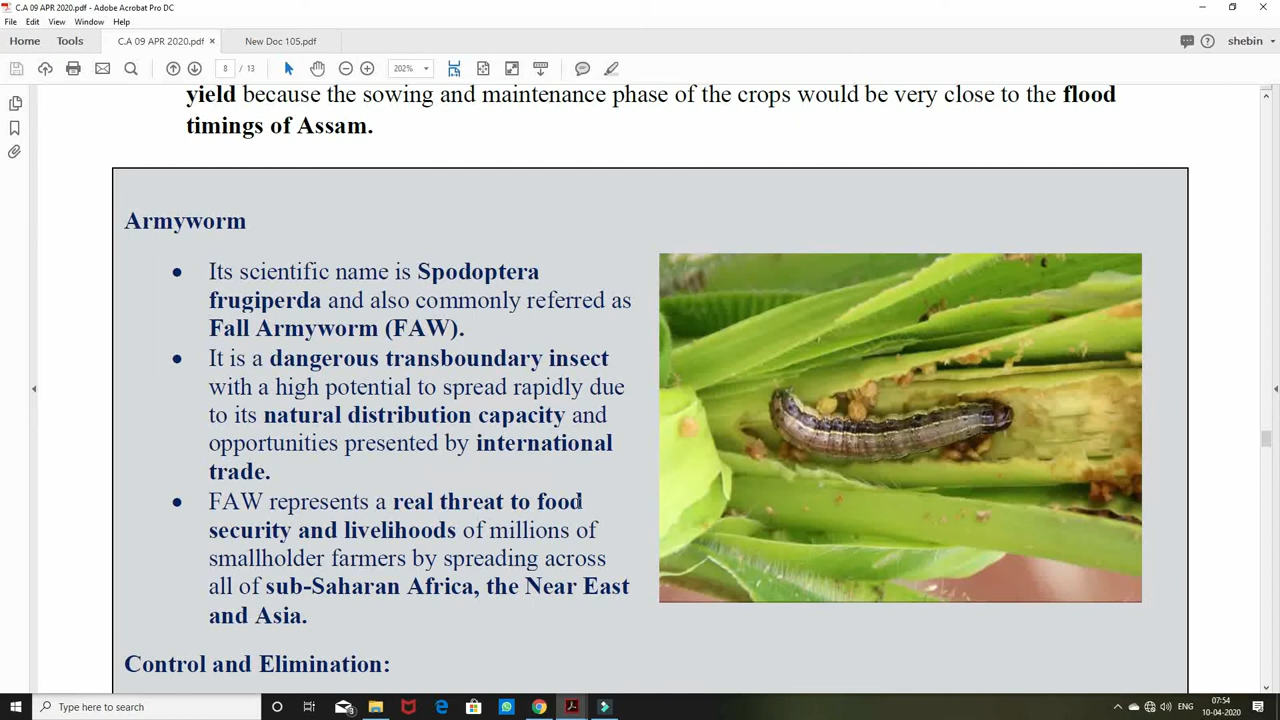 C.A 09 APR 2020.pdf - Adobe Acrobat Pro DC
File Edit View Window Help
Home Tools C.A 09 APR 2020.pdf × New Doc 105.pdf shebin
8 / 13 202%
yield because the sowing and maintenance phase of the crops would be very close to the flood
timings of Assam.
Armyworm
• Its scientific name is Spodoptera
frugiperda and also commonly referred as
Fall Armyworm (FAW).
• It is a dangerous transboundary insect
with a high potential to spread rapidly due
to its natural distribution capacity and
opportunities presented by international
trade.
• FAW represents a real threat to food
security and livelihoods of millions of
smallholder farmers by spreading across
all of sub-Saharan Africa, the Near East
and Asia.
Control and Elimination:
Type here to search
ENG
07:54
10-04-2020